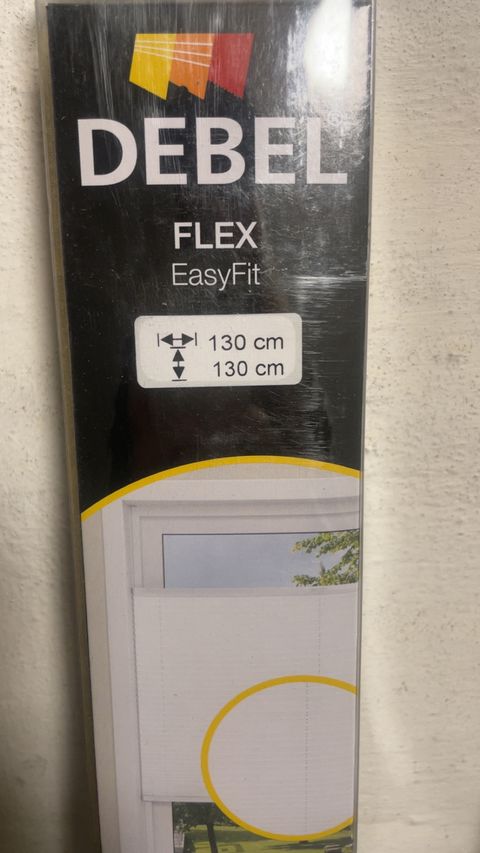 DEBEL
FLEX
EasyFit
130 cm
130 cm